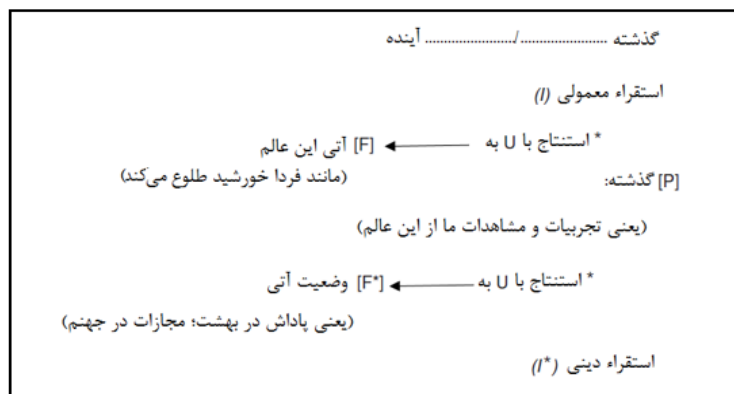 گذشته ......................./....................... آینده
استقراء معمولی (I)
* استنتاج با U به ← [F] آتی این عالم
[P] گذشته: (مانند فردا خورشید طلوع می‌کند)
(یعنی تجربیات و مشاهدات ما از این عالم)
* استنتاج با U به ← [F*] وضعیت آتی
(یعنی پاداش در بهشت؛ مجازات در جهنم)
استقراء دینی (I*)